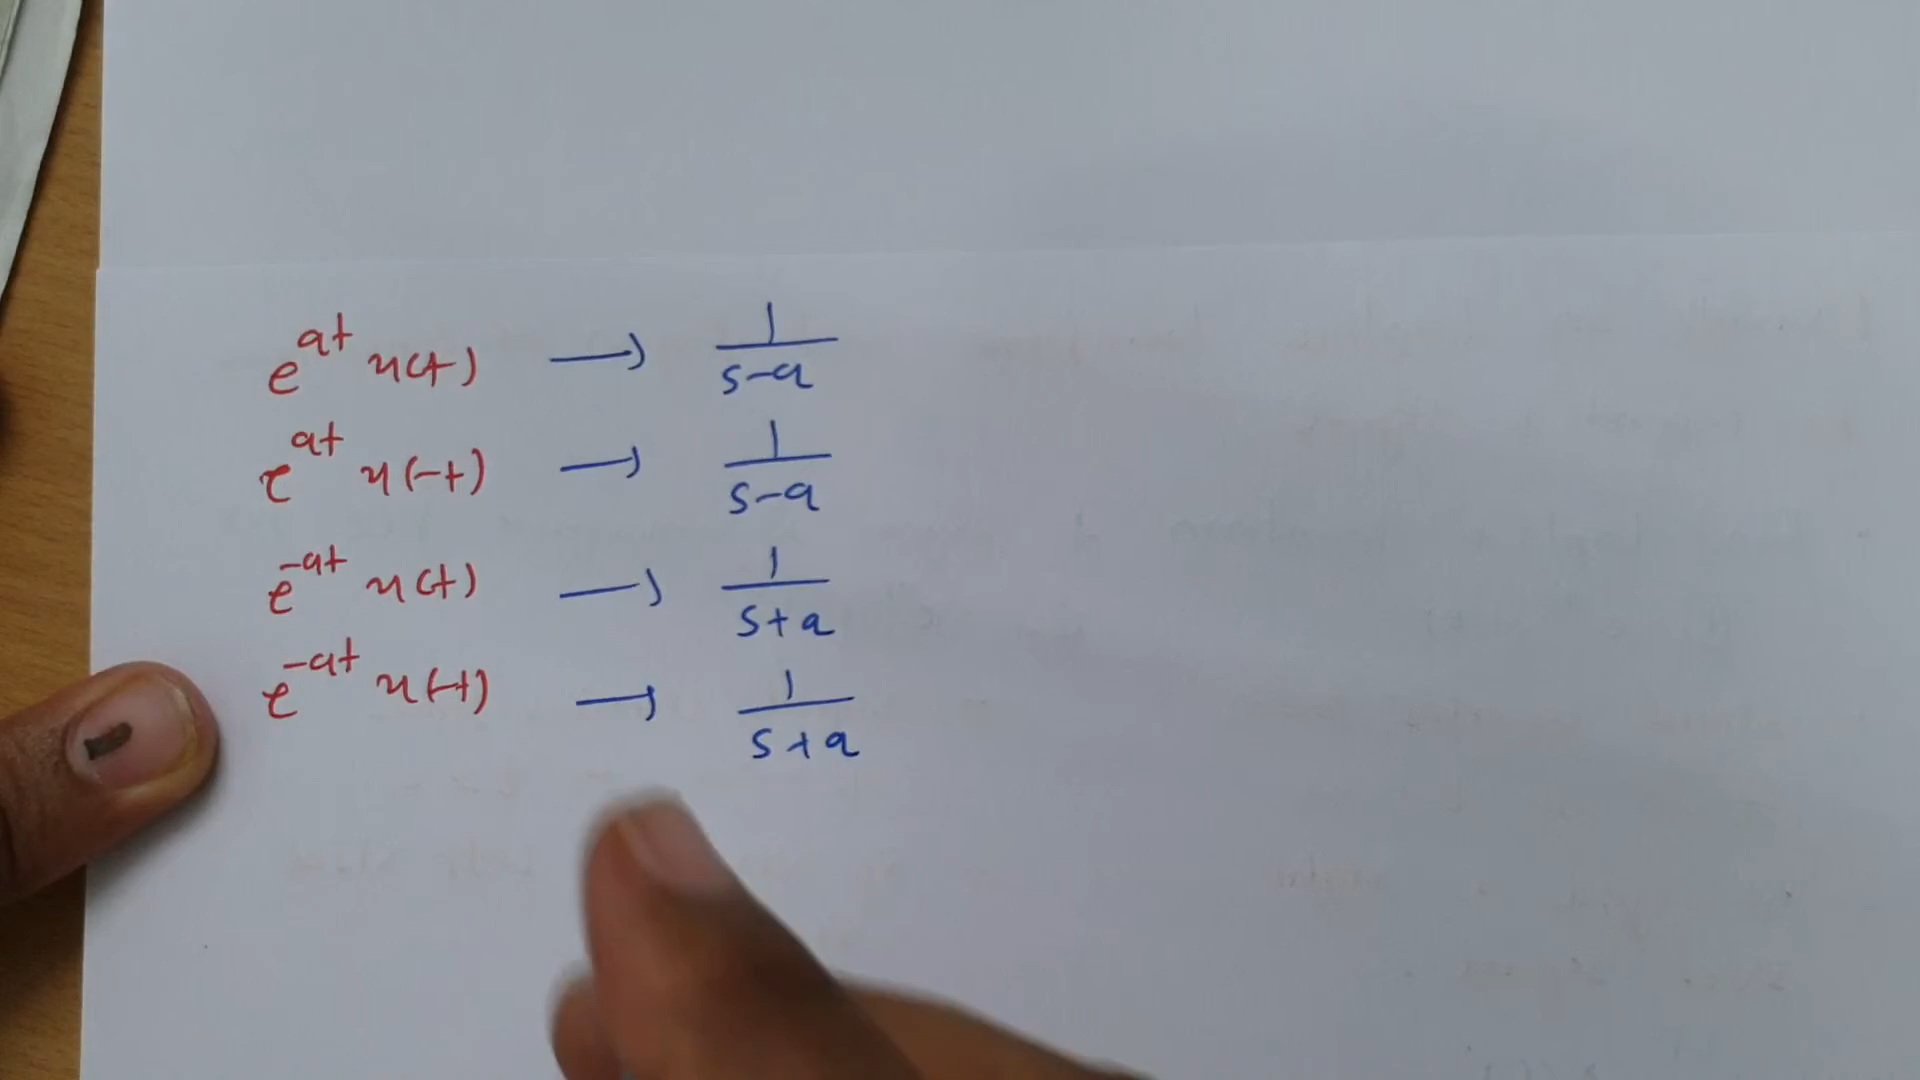 e^{at} u(t) → 1/(s-a)
e^{at} u(-t) → 1/(s-a)
e^{-at} u(t) → 1/(s+a)
e^{-at} u(-t) → 1/(s+a)